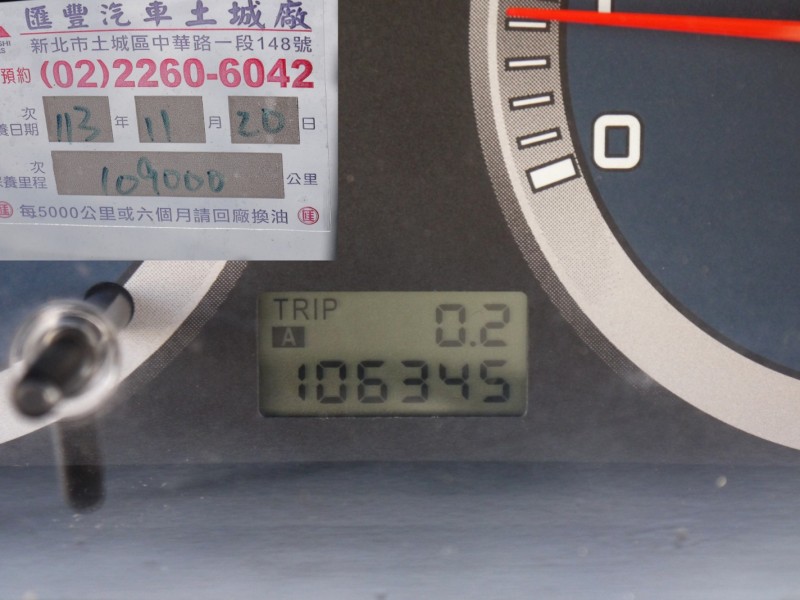 匯豐汽車土城廠
新北市土城區中華路一段148號
預約 (02)2260-6042
次
養日期 113 年 11 月 20 日
次
保養里程 109000 公里
匯 每5000公里或六個月請回廠換油 匯
0
TRIP
A 0.2
106345